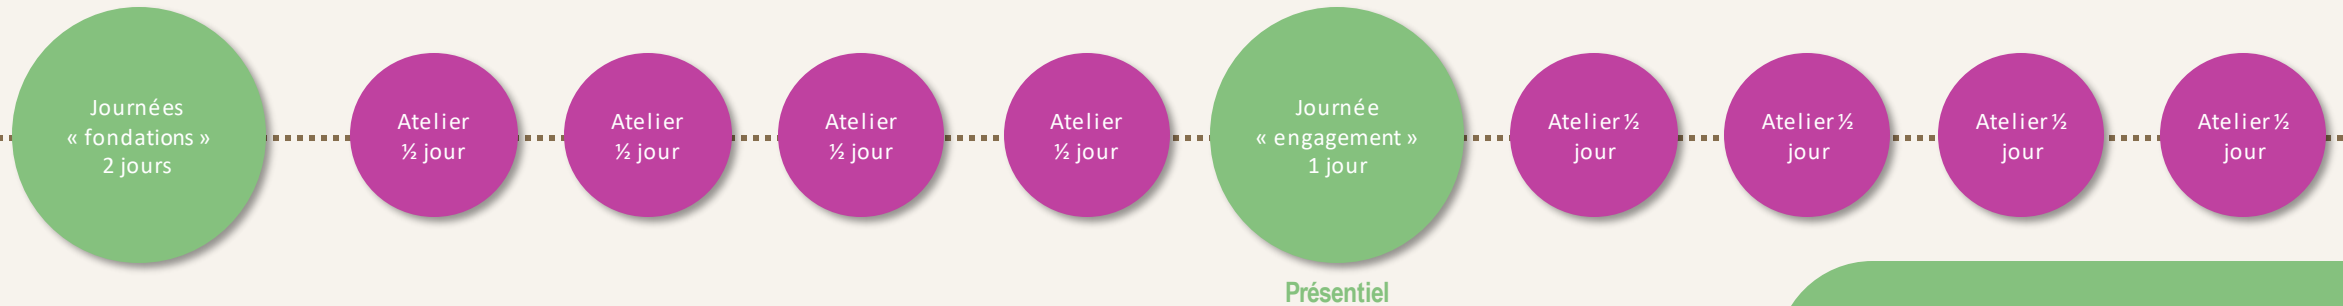 Journées
« fondations »
2 jours
Atelier
½ jour
Atelier
½ jour
Atelier
½ jour
Atelier
½ jour
Journée
« engagement »
1 jour
Atelier ½
jour
Atelier ½
jour
Atelier ½
jour
Atelier ½
jour
Présentiel